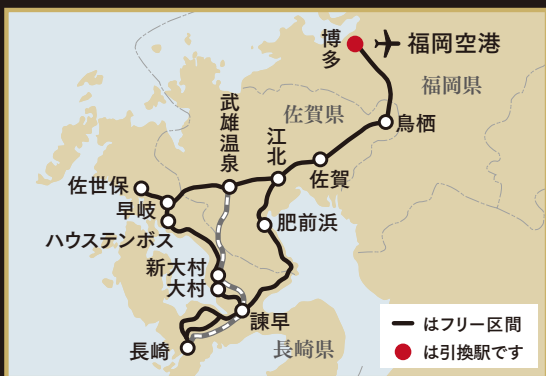 博多
福岡空港
福岡県
佐賀県
鳥栖
武雄温泉
江北
佐賀
佐世保
早岐
ハウステンボス
肥前浜
新大村
大村
諫早
長崎
長崎県
はフリー区間
は引換駅です